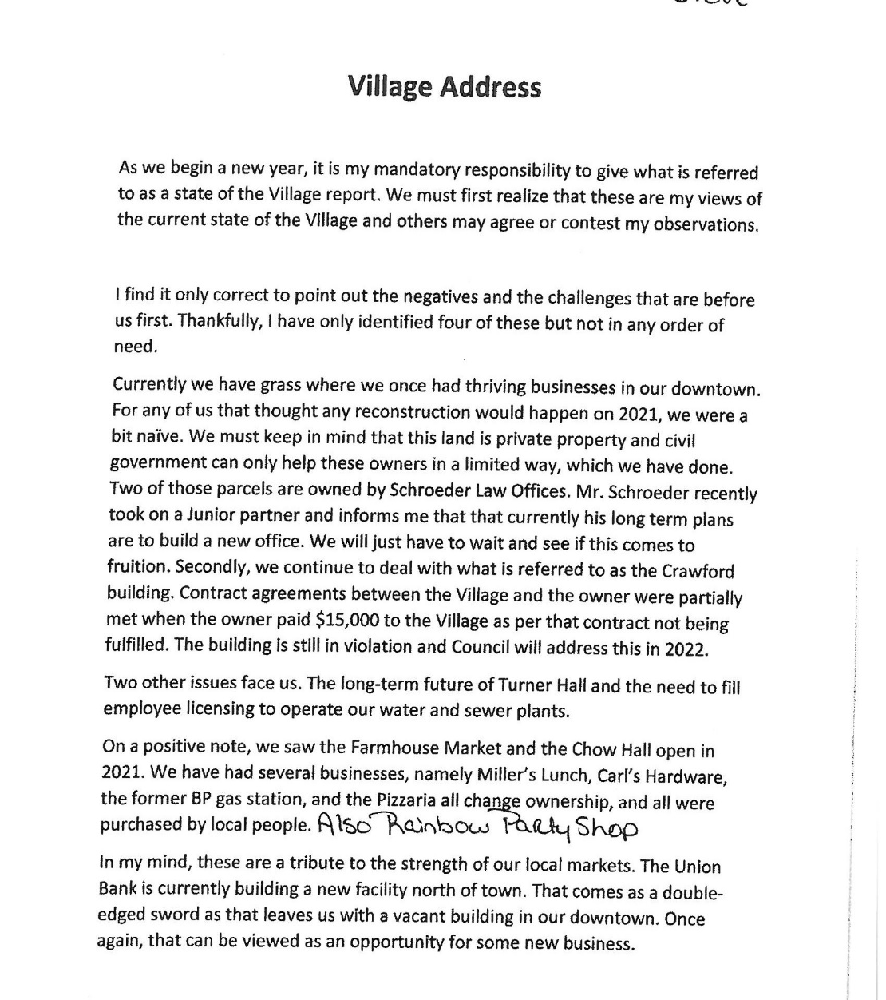 Village Address
As we begin a new year, it is my mandatory responsibility to give what is referred
to as a state of the Village report. We must first realize that these are my views of
the current state of the Village and others may agree or contest my observations.
I find it only correct to point out the negatives and the challenges that are before
us first. Thankfully, I have only identified four of these but not in any order of
need.
Currently we have grass where we once had thriving businesses in our downtown.
For any of us that thought any reconstruction would happen on 2021, we were a
bit naïve. We must keep in mind that this land is private property and civil
government can only help these owners in a limited way, which we have done.
Two of those parcels are owned by Schroeder Law Offices. Mr. Schroeder recently
took on a Junior partner and informs me that that currently his long term plans
are to build a new office. We will just have to wait and see if this comes to
fruition. Secondly, we continue to deal with what is referred to as the Crawford
building. Contract agreements between the Village and the owner were partially
met when the owner paid $15,000 to the Village as per that contract not being
fulfilled. The building is still in violation and Council will address this in 2022.
Two other issues face us. The long-term future of Turner Hall and the need to fill
employee licensing to operate our water and sewer plants.
On a positive note, we saw the Farmhouse Market and the Chow Hall open in
2021. We have had several businesses, namely Miller's Lunch, Carl's Hardware,
the former BP gas station, and the Pizzaria all change ownership, and all were
purchased by local people. Also Rainbow Party Shop
In my mind, these are a tribute to the strength of our local markets. The Union
Bank is currently building a new facility north of town. That comes as a double-
edged sword as that leaves us with a vacant building in our downtown. Once
again, that can be viewed as an opportunity for some new business.